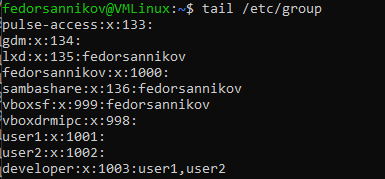 fedorsannikov@VMLinux:~$ tail /etc/group
pulse-access:x:133:
gdm:x:134:
lxd:x:135:fedorsannikov
fedorsannikov:x:1000:
sambashare:x:136:fedorsannikov
vboxsf:x:999:fedorsannikov
vboxdrmipc:x:998:
user1:x:1001:
user2:x:1002:
developer:x:1003:user1,user2